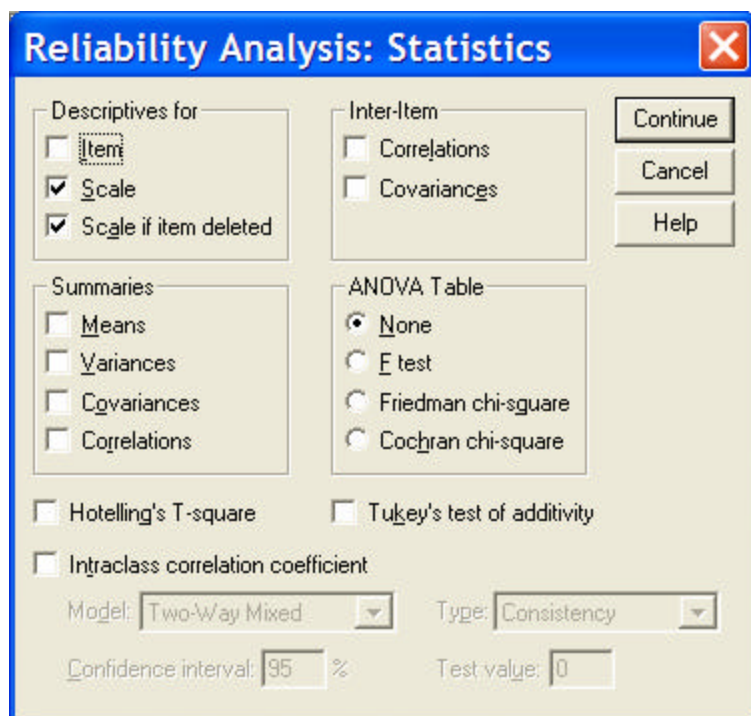 Reliability Analysis: Statistics
Descriptives for
Item
Scale
Scale if item deleted
Inter-Item
Correlations
Covariances
Continue
Cancel
Help
Summaries
Means
Variances
Covariances
Correlations
ANOVA Table
None
F test
Friedman chi-square
Cochran chi-square
Hotelling's T-square
Tukey's test of additivity
Intraclass correlation coefficient
Model: Two-Way Mixed
Type: Consistency
Confidence interval: 95 %
Test value: 0